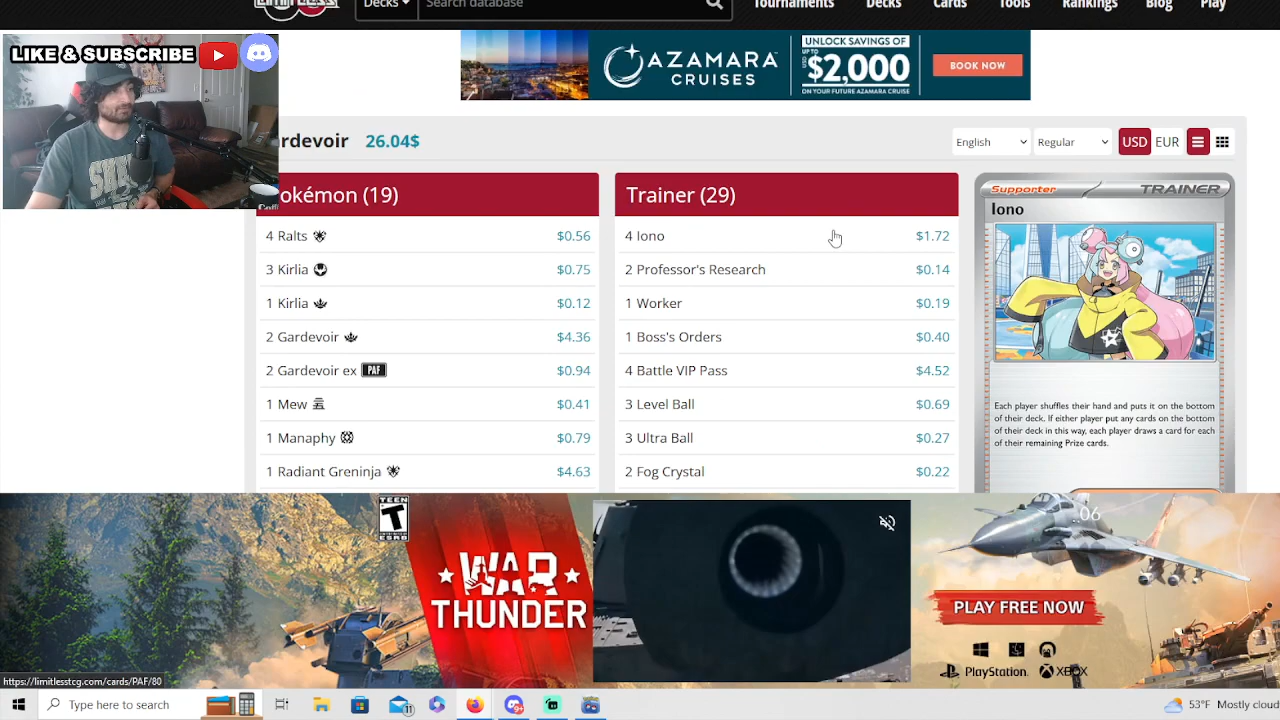 Decks
Search database
Tournaments
Decks
Cards
Tools
Rankings
Blog
Play
LIKE & SUBSCRIBE
AZAMARA
CRUISES
UNLOCK SAVINGS OF
UP TO
USD
$2,000
ON YOUR FUTURE AZAMARA CRUISE
BOOK NOW
rdevoir 26.04$
English
Regular
USD
EUR
okémon (19)
4 Ralts $0.56
3 Kirlia $0.75
1 Kirlia $0.12
2 Gardevoir $4.36
2 Gardevoir ex PAF $0.94
1 Mew $0.41
1 Manaphy $0.79
1 Radiant Greninja $4.63
Trainer (29)
4 Iono $1.72
2 Professor's Research $0.14
1 Worker $0.19
1 Boss's Orders $0.40
4 Battle VIP Pass $4.52
3 Level Ball $0.69
3 Ultra Ball $0.27
2 Fog Crystal $0.22
Supporter TRAINER
Iono
Each player shuffles their hand and puts it on the bottom
of their deck. If either player put any cards on the bottom
of their deck in this way, each player draws a card for each
of their remaining Prize cards.
TEEN
T
ESRB
WAR
THUNDER
06
PLAY FREE NOW
PlayStation
XBOX
https://limitlesstcg.com/cards/PAF/80
Type here to search
11
53°F Mostly cloud